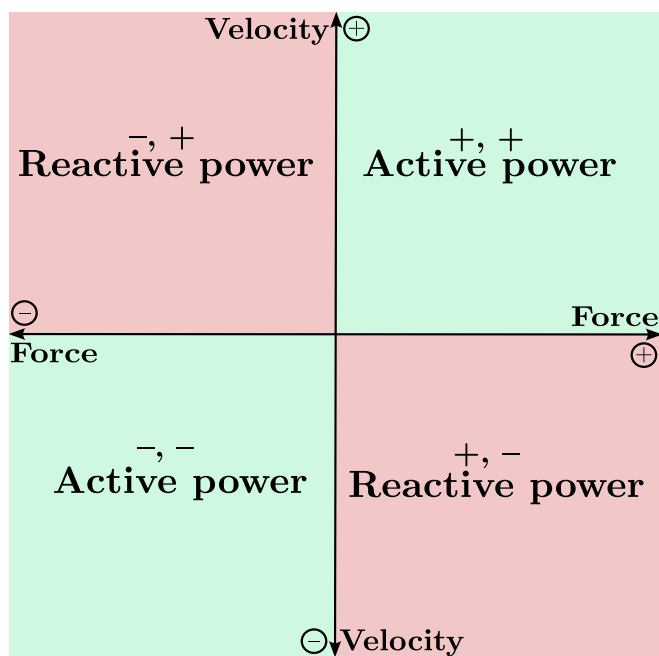 Velocity +
–, +
Reactive power
+, +
Active power
–
Force
Force
+
–, –
Active power
+, –
Reactive power
– Velocity